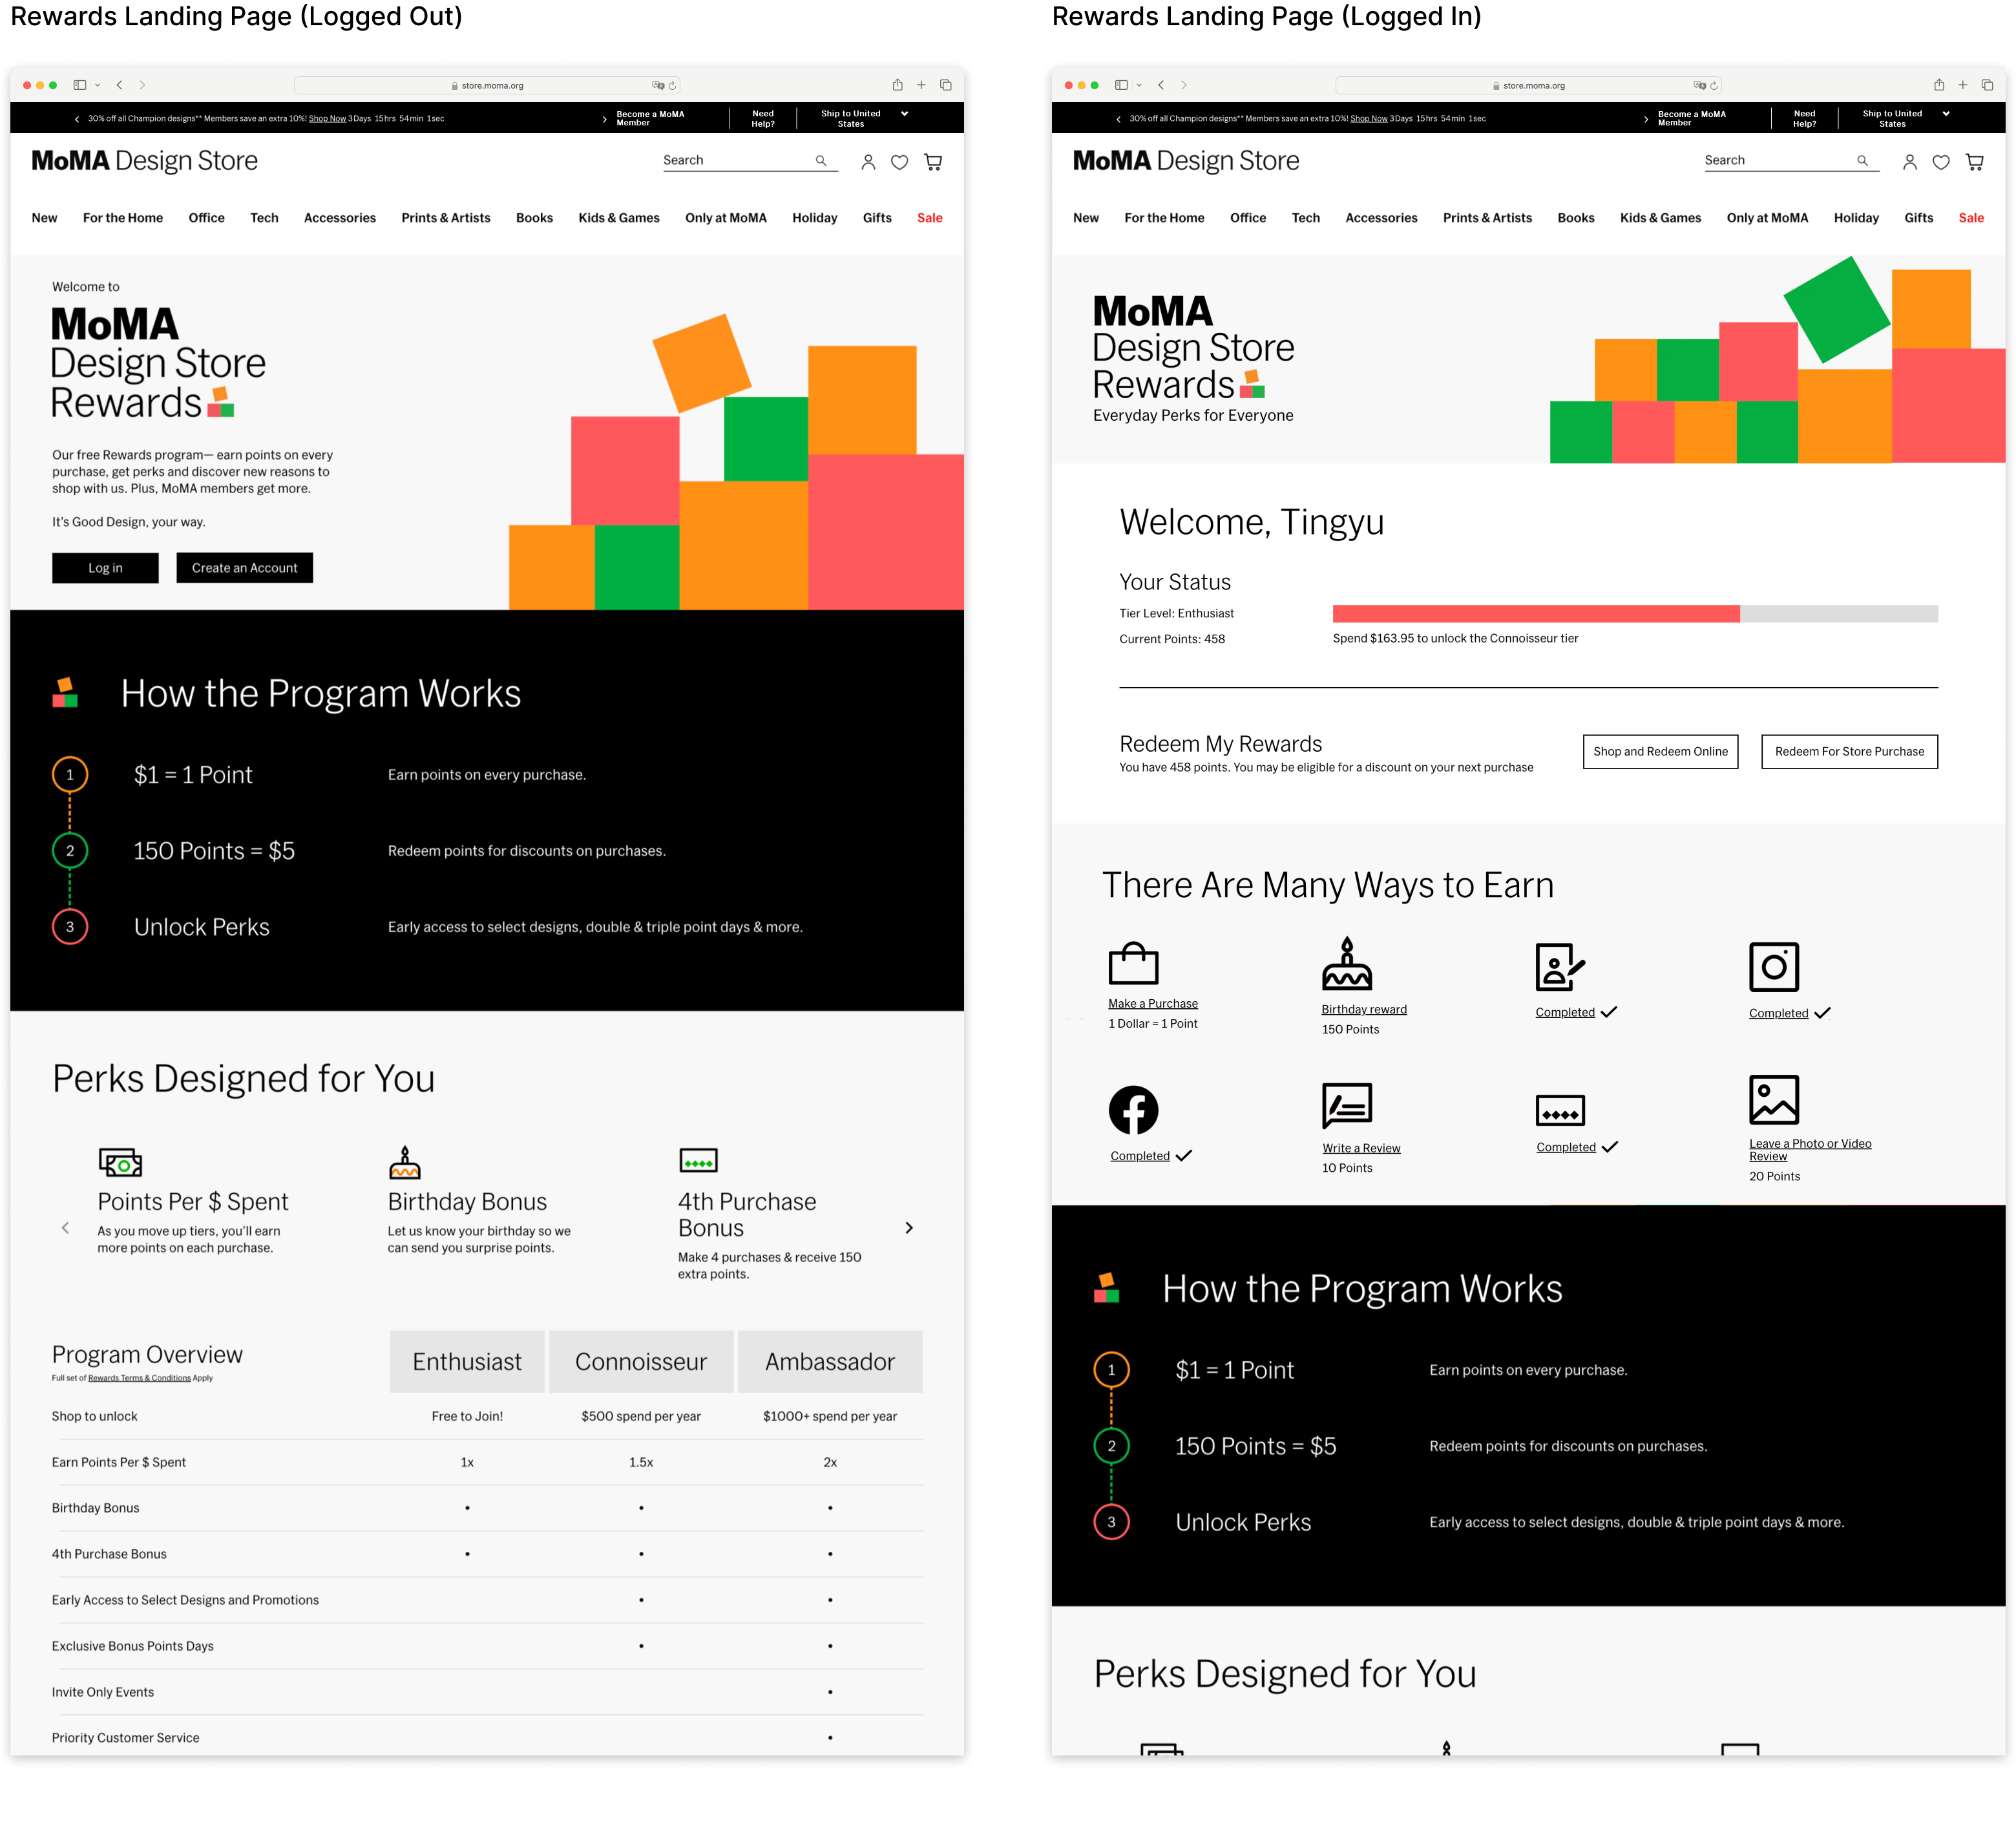 Rewards Landing Page (Logged Out)
store.moma.org
30% off all Champion designs** Members save an extra 10%! Shop Now 3Days 15hrs 54min 1sec
Become a MoMA
Member
Need
Help?
Ship to United
States
MoMA Design Store
Search
New For the Home Office Tech Accessories Prints & Artists Books Kids & Games Only at MoMA Holiday Gifts Sale
Welcome to
MoMA
Design Store
Rewards
Our free Rewards program— earn points on every
purchase, get perks and discover new reasons to
shop with us. Plus, MoMA members get more.
It's Good Design, your way.
Log in
Create an Account
How the Program Works
1 $1 = 1 Point Earn points on every purchase.
2 150 Points = $5 Redeem points for discounts on purchases.
3 Unlock Perks Early access to select designs, double & triple point days & more.
Perks Designed for You
Points Per $ Spent
As you move up tiers, you'll earn
more points on each purchase.
Birthday Bonus
Let us know your birthday so we
can send you surprise points.
4th Purchase
Bonus
Make 4 purchases & receive 150
extra points.
Program Overview
Full set of Rewards Terms & Conditions Apply
Enthusiast Connoisseur Ambassador
Shop to unlock Free to Join! $500 spend per year $1000+ spend per year
Earn Points Per $ Spent 1x 1.5x 2x
Birthday Bonus • • •
4th Purchase Bonus • • •
Early Access to Select Designs and Promotions • •
Exclusive Bonus Points Days • •
Invite Only Events •
Priority Customer Service •
Rewards Landing Page (Logged In)
store.moma.org
30% off all Champion designs** Members save an extra 10%! Shop Now 3Days 15hrs 54min 1sec
Become a MoMA
Member
Need
Help?
Ship to United
States
MoMA Design Store
Search
New For the Home Office Tech Accessories Prints & Artists Books Kids & Games Only at MoMA Holiday Gifts Sale
MoMA
Design Store
Rewards
Everyday Perks for Everyone
Welcome, Tingyu
Your Status
Tier Level: Enthusiast
Current Points: 458
Spend $163.95 to unlock the Connoisseur tier
Redeem My Rewards
You have 458 points. You may be eligible for a discount on your next purchase
Shop and Redeem Online
Redeem For Store Purchase
There Are Many Ways to Earn
Make a Purchase
1 Dollar = 1 Point
Birthday reward
150 Points
Completed
Completed
Completed
Write a Review
10 Points
Completed
Leave a Photo or Video
Review
20 Points
How the Program Works
1 $1 = 1 Point Earn points on every purchase.
2 150 Points = $5 Redeem points for discounts on purchases.
3 Unlock Perks Early access to select designs, double & triple point days & more.
Perks Designed for You